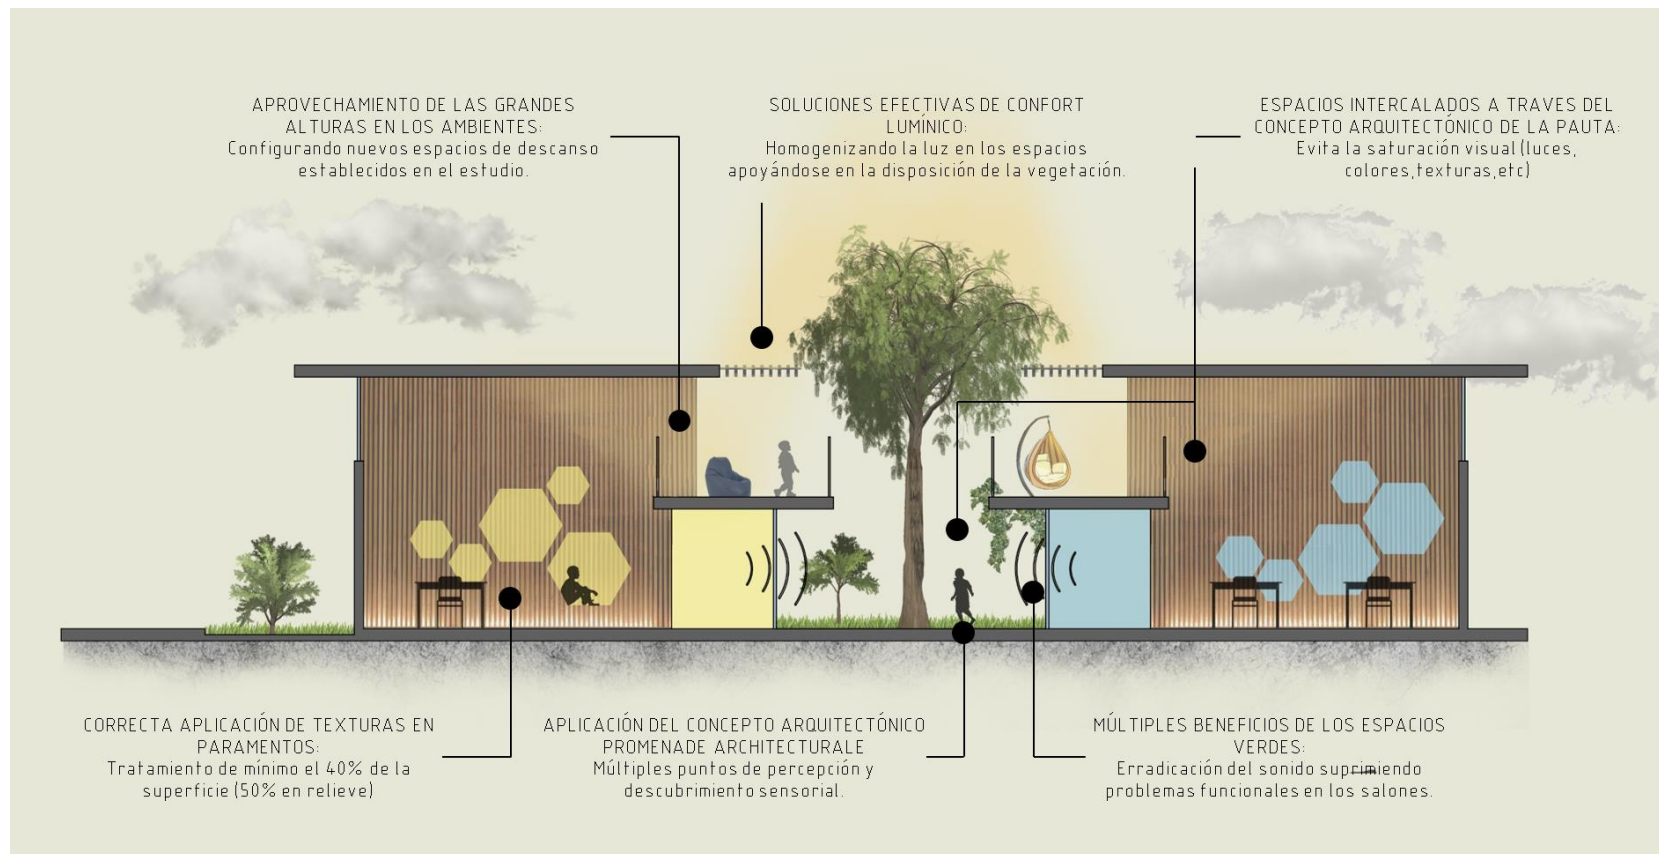 APROVECHAMIENTO DE LAS GRANDES
ALTURAS EN LOS AMBIENTES:
Configurando nuevos espacios de descanso
establecidos en el estudio.
SOLUCIONES EFECTIVAS DE CONFORT
LUMÍNICO:
Homogenizando la luz en los espacios
apoyándose en la disposición de la vegetación.
ESPACIOS INTERCALADOS A TRAVES DEL
CONCEPTO ARQUITECTÓNICO DE LA PAUTA:
Evita la saturación visual(luces,
colores,texturas,etc)
CORRECTA APLICACIÓN DE TEXTURAS EN
PARAMENTOS:
Tratamiento de mínimo el 40% de la
superficie (50% en relieve)
APLICACIÓN DEL CONCEPTO ARQUITECTÓNICO
PROMENADE ARCHITECTURALE
Múltiples puntos de percepción y
descubrimiento sensorial.
MÚLTIPLES BENEFICIOS DE LOS ESPACIOS
VERDES:
Erradicación del sonido suprimiendo
problemas funcionales en los salones.